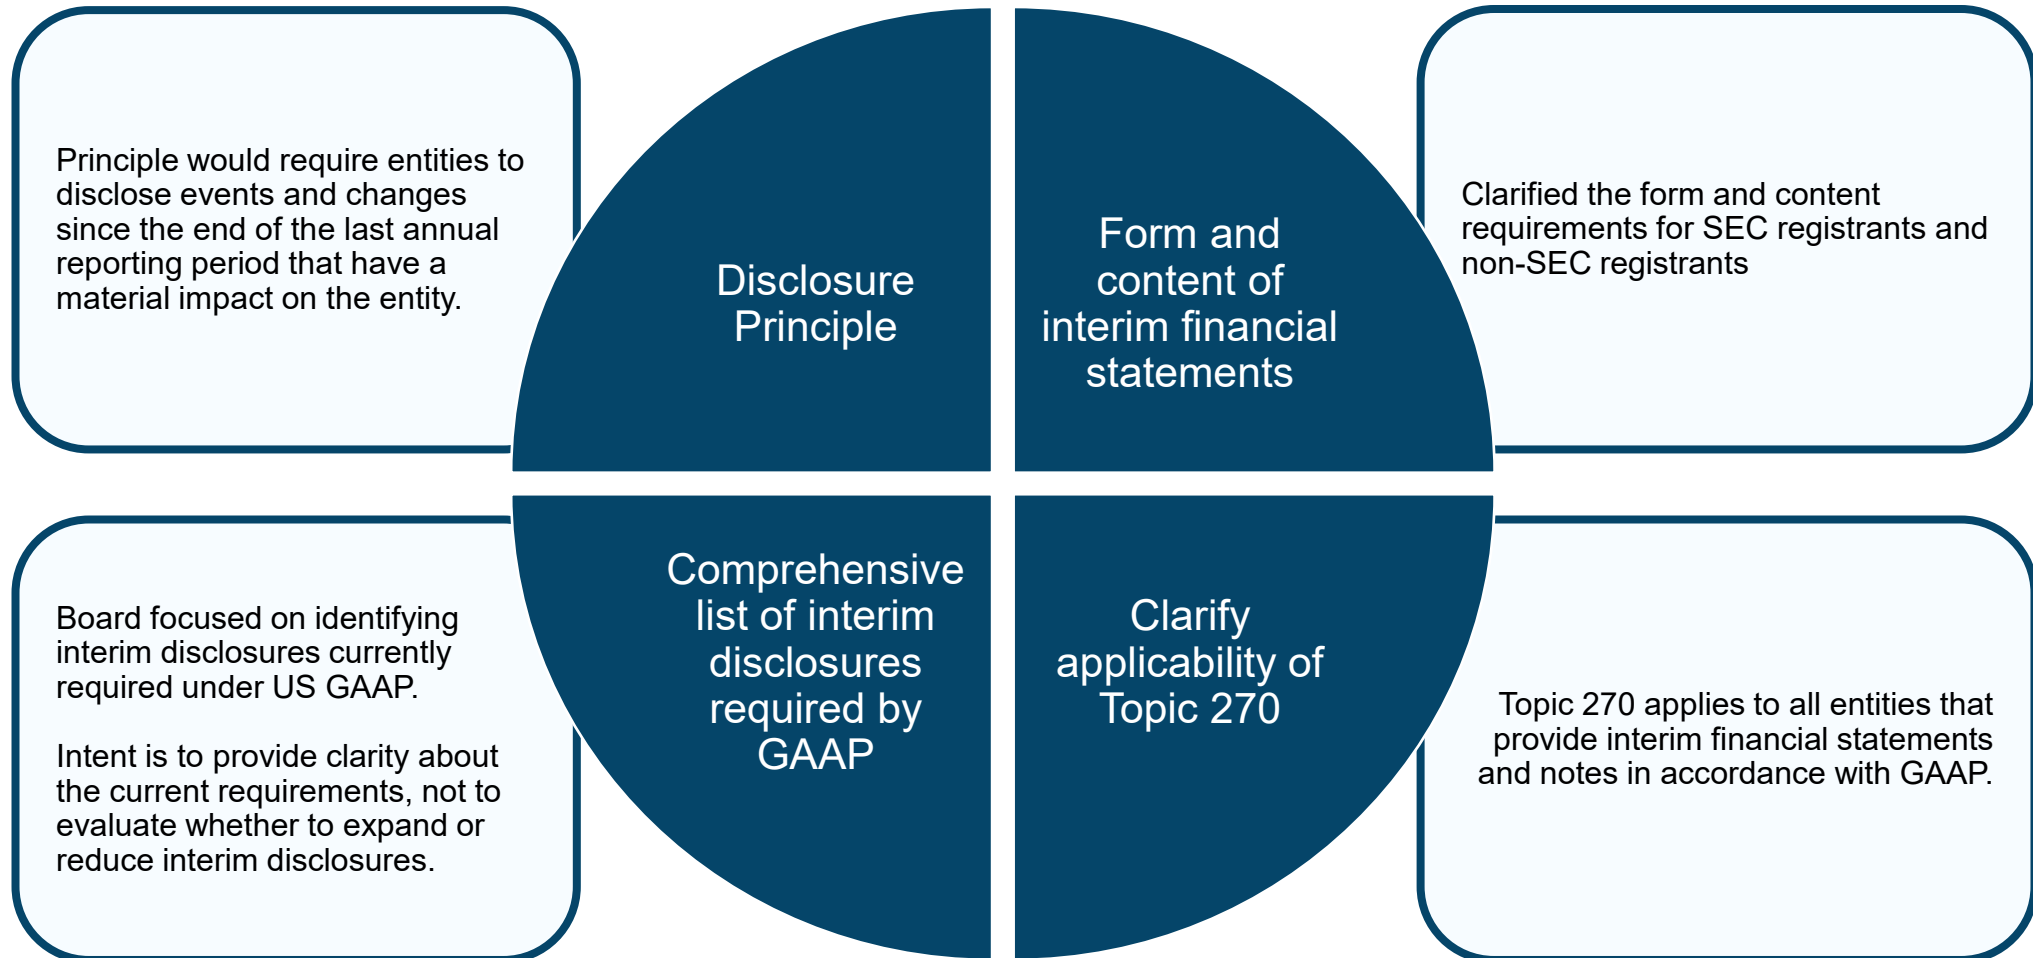 Principle would require entities to
disclose events and changes
since the end of the last annual
reporting period that have a
material impact on the entity.
Disclosure
Principle
Form and
content of
interim financial
statements
Clarified the form and content
requirements for SEC registrants and
non-SEC registrants
Board focused on identifying
interim disclosures currently
required under US GAAP.
Intent is to provide clarity about
the current requirements, not to
evaluate whether to expand or
reduce interim disclosures.
Comprehensive
list of interim
disclosures
required by
GAAP
Clarify
applicability of
Topic 270
Topic 270 applies to all entities that
provide interim financial statements
and notes in accordance with GAAP.